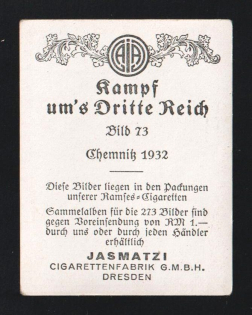 AJA
Kampf
um's Dritte Reich
Bild 73
Chemnitz 1932
Diese Bilder liegen in den Packungen
unserer Ramses=Cigaretten
Sammelalben für die 273 Bilder sind
gegen Voreinsendung von RM 1.—
durch uns oder durch jeden Händler
erhältlich
JASMATZI
CIGARETTENFABRIK G.M.B.H.
DRESDEN